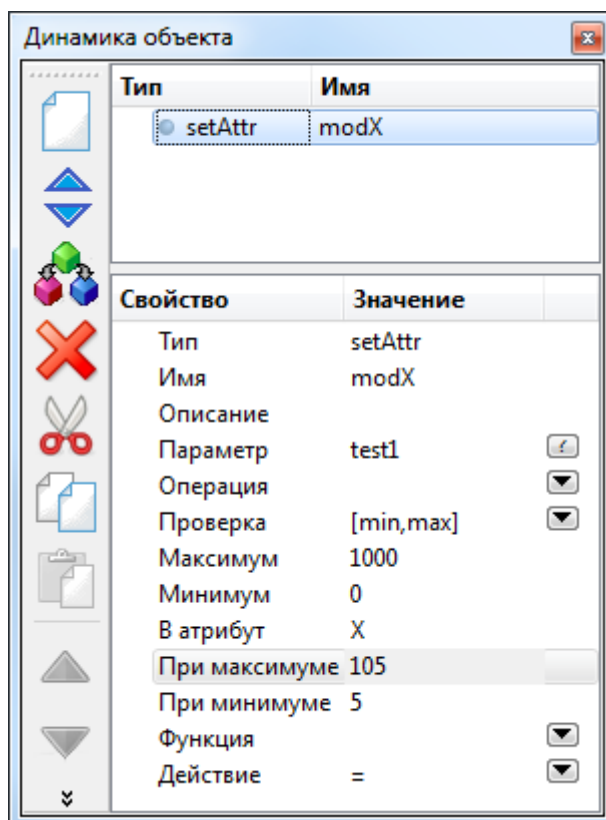 Динамика объекта
Тип Имя
setAttr modX
Свойство Значение
Тип setAttr
Имя modX
Описание
Параметр test1
Операция
Проверка [min,max]
Максимум 1000
Минимум 0
В атрибут X
При максимуме 105
При минимуме 5
Функция
Действие =